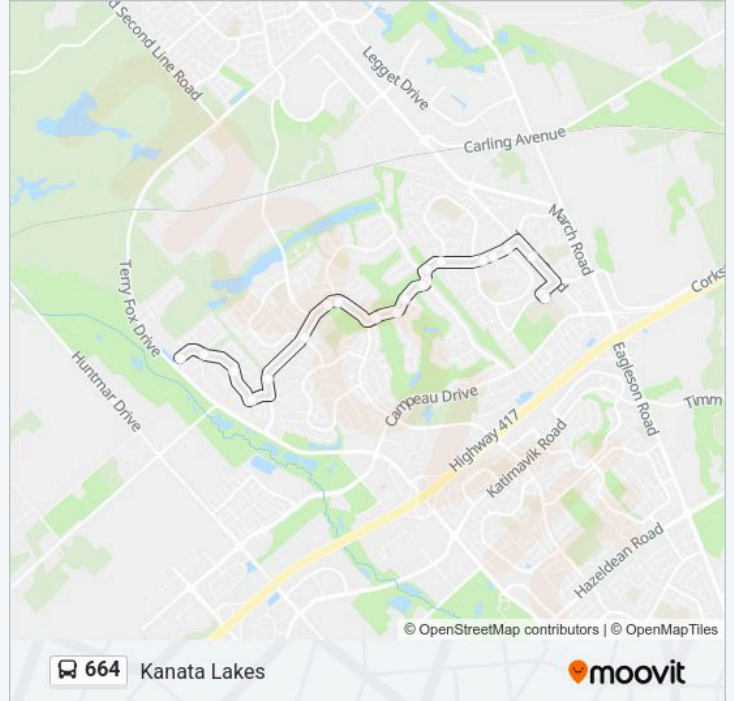 d Second Line Road
Legget Drive
Carling Avenue
March Road
d
Corks
Terry Fox Drive
Huntmar Drive
Eagleson Road
Timm
Campeau Drive
Highway 417
Katimavik Road
Hazeldean Road
© OpenStreetMap contributors | © OpenMapTiles
664 Kanata Lakes
moovit